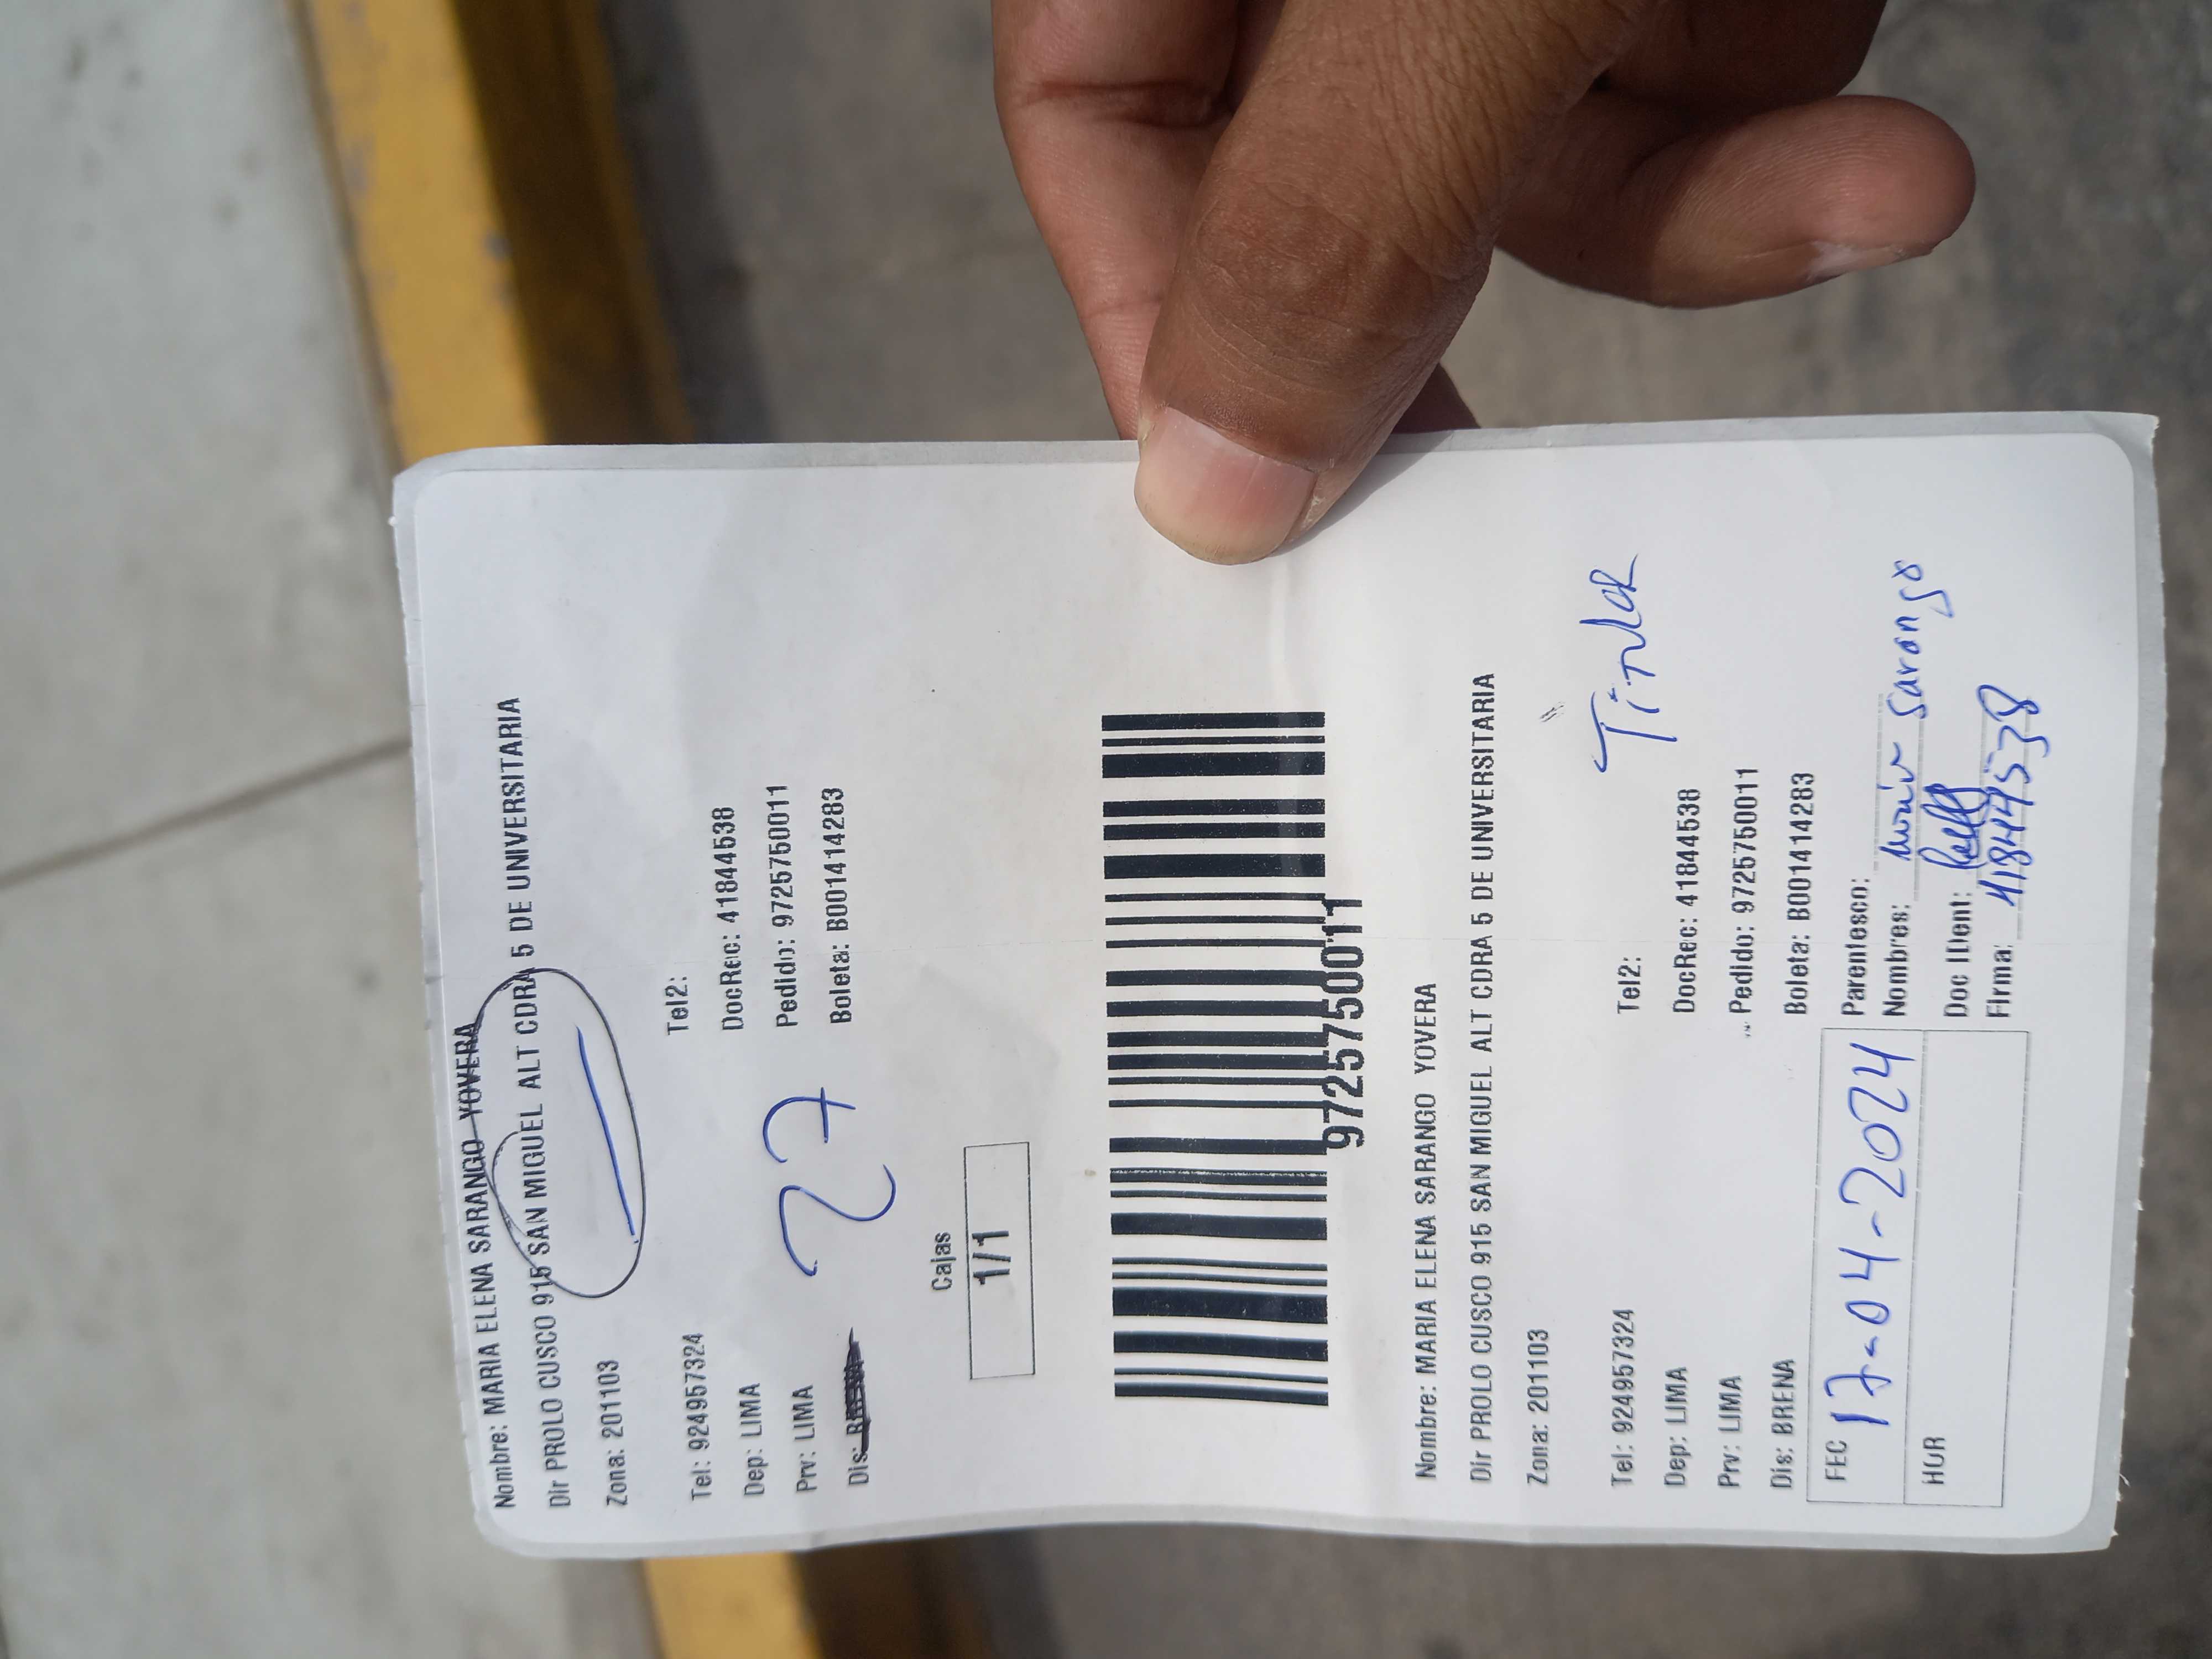 Nombre: MARIA ELENA SARANGO YOVERA
Dir PROLO CUSCO 915 SAN MIGUEL ALT CDRA 5 DE UNIVERSITARIA
Zona: 201103
Tel: 924957324 Tel2:
Dep: LIMA DocRec: 41844538
Prv: LIMA 27 Pedido: 9725750011
Dis: Boleta: B001414283
Cajas
1/1
9725750011
Nombre: MARIA ELENA SARANGO YOVERA
Dir PROLO CUSCO 915 SAN MIGUEL ALT CDRA 5 DE UNIVERSITARIA
Zona: 201103
Titular
Tel: 924957324 Tel2:
Dep: LIMA DocRec: 41844538
Prv: LIMA Pedido: 9725750011
Dis: BRENA Boleta: B001414283
FEC 17-04-2024 Parentesco:
Nombres: Sarango
HOR Doc IDent:
Firma: 41844538